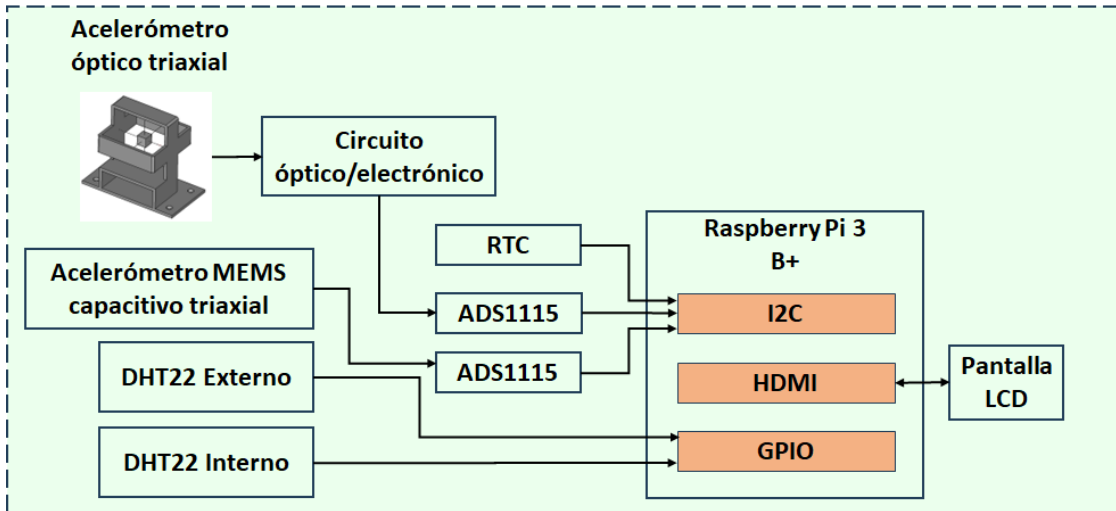 Acelerómetro
óptico triaxial
Circuito
óptico/electrónico
RTC
Raspberry Pi 3
B+
Acelerómetro MEMS
capacitivo triaxial
ADS1115
I2C
ADS1115
DHT22 Externo
HDMI
Pantalla
LCD
DHT22 Interno
GPIO